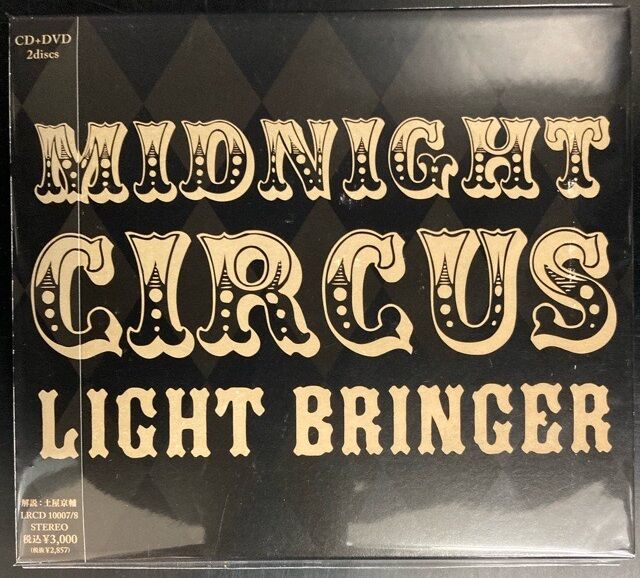 CD+DVD
2discs
MIDNIGHT
CIRCUS
LIGHT BRINGER
解説：土屋京輔
LRCD 10007/8
STEREO
税込¥3,000
(税抜¥2,857)